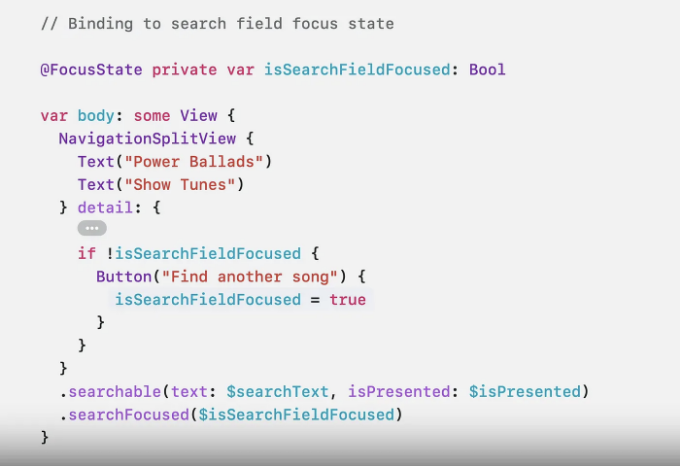 // Binding to search field focus state
@FocusState private var isSearchFieldFocused: Bool
var body: some View {
NavigationSplitView {
Text("Power Ballads")
Text("Show Tunes")
} detail: {
•••
if !isSearchFieldFocused {
Button("Find another song") {
isSearchFieldFocused = true
}
}
}
.searchable(text: $searchText, isPresented: $isPresented)
.searchFocused($isSearchFieldFocused)
}